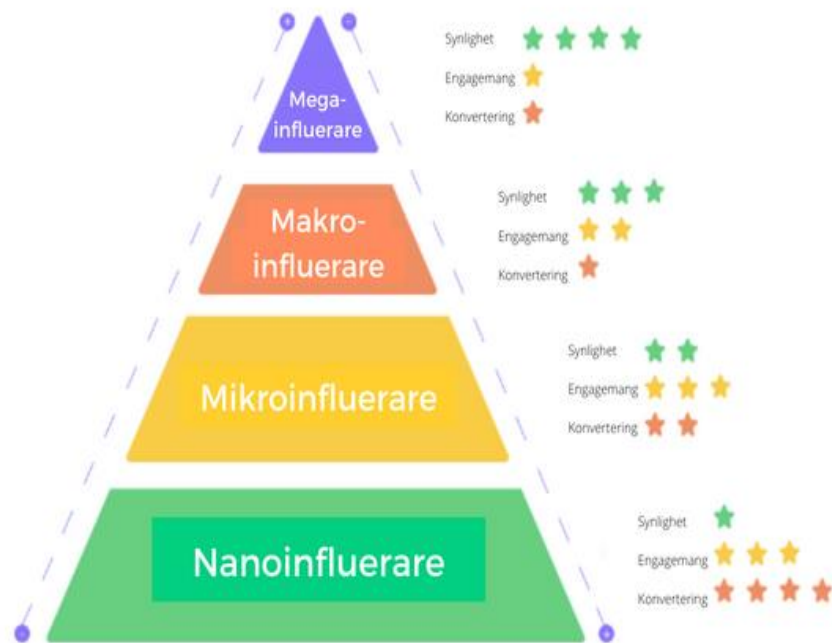 Mega-
influerare
Synlighet
Engagemang
Konvertering
Makro-
influerare
Synlighet
Engagemang
Konvertering
Mikroinfluerare
Synlighet
Engagemang
Konvertering
Nanoinfluerare
Synlighet
Engagemang
Konvertering